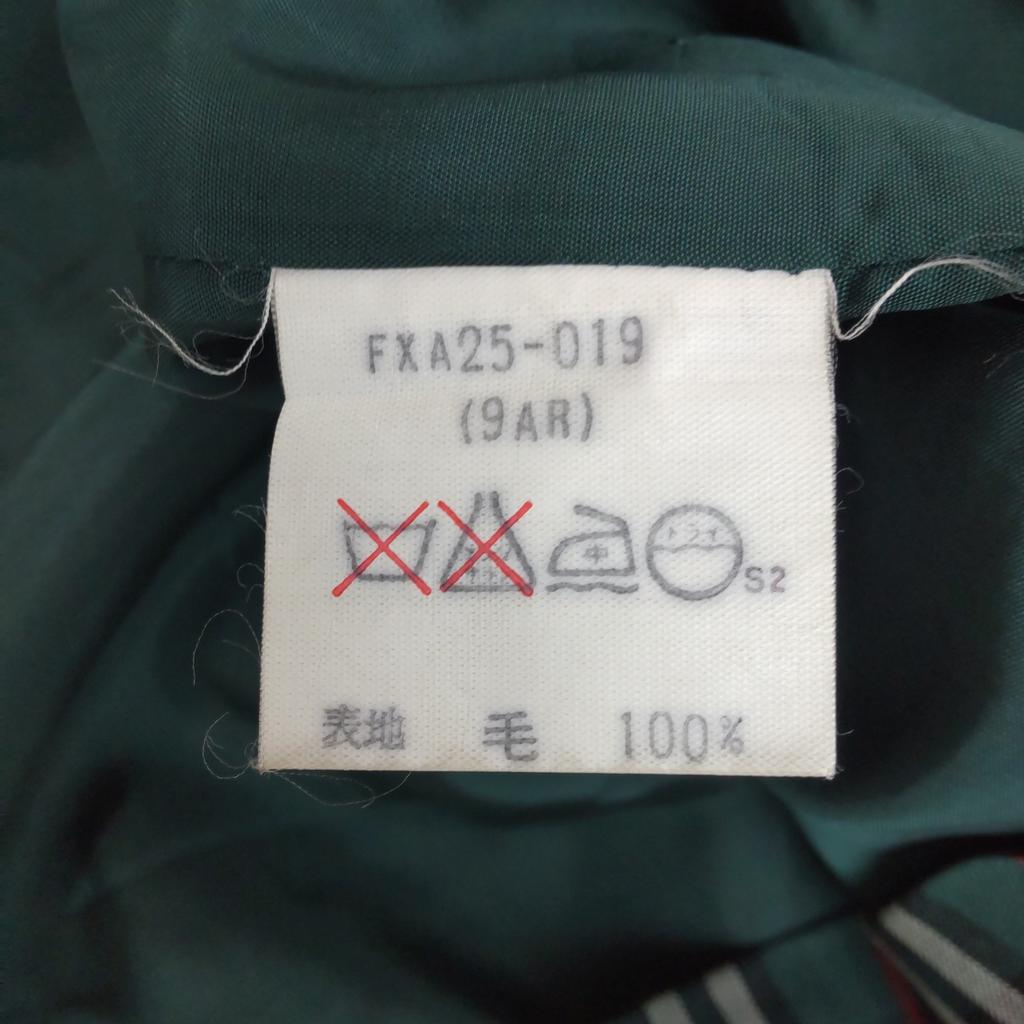 FXA25-019
(9AR)
中 ドライ S2
表地 毛 100%